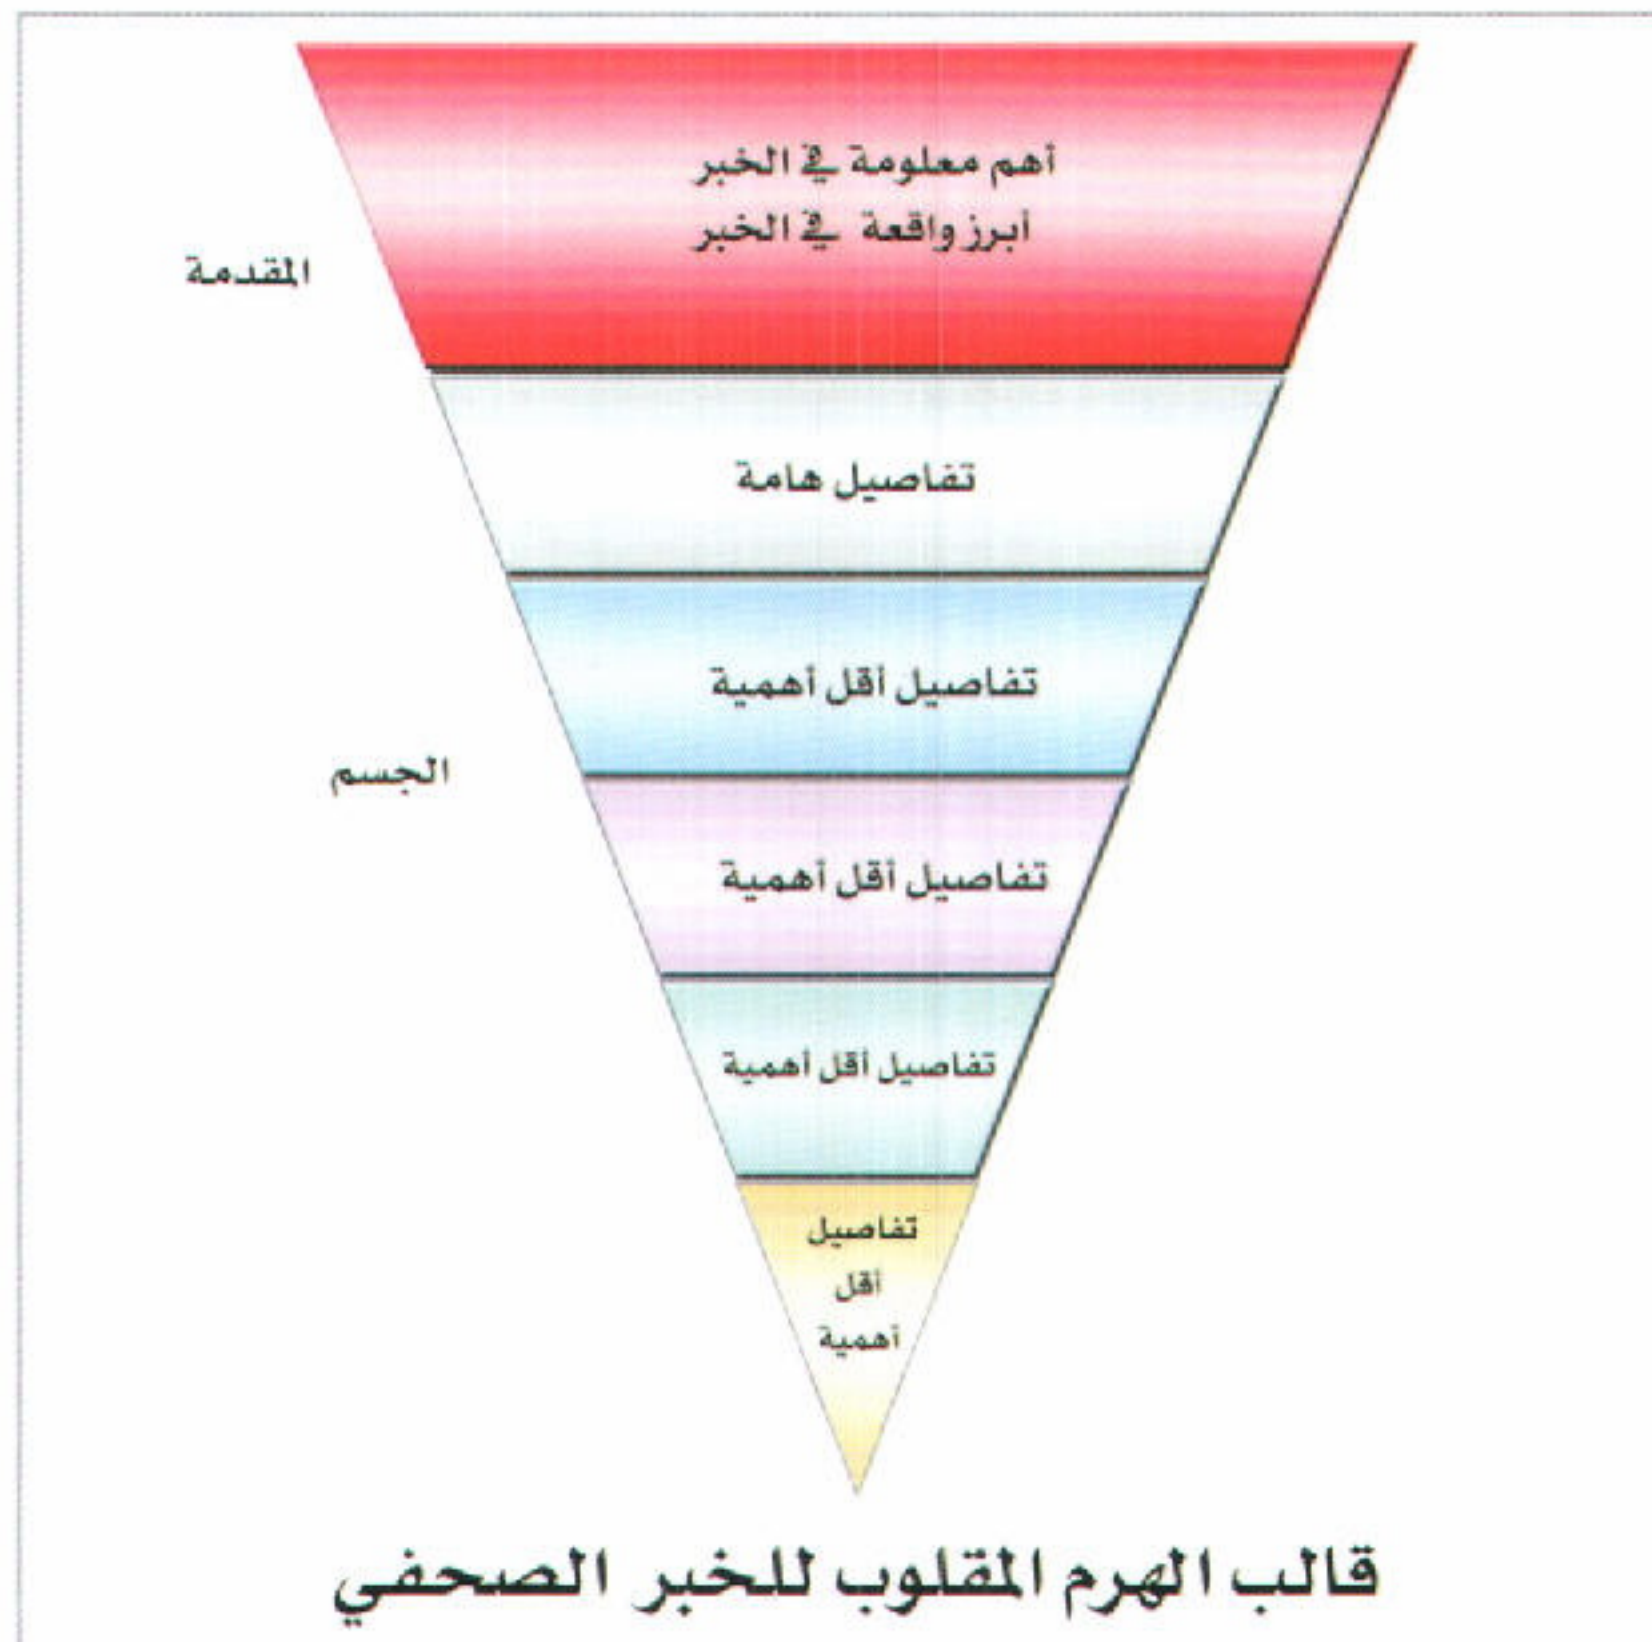 أهم معلومة في الخبر
أبرز واقعة في الخبر
المقدمة
تفاصيل هامة
تفاصيل أقل أهمية
الجسم
تفاصيل أقل أهمية
تفاصيل أقل أهمية
تفاصيل
أقل
أهمية
قالب الهرم المقلوب للخبر الصحفي